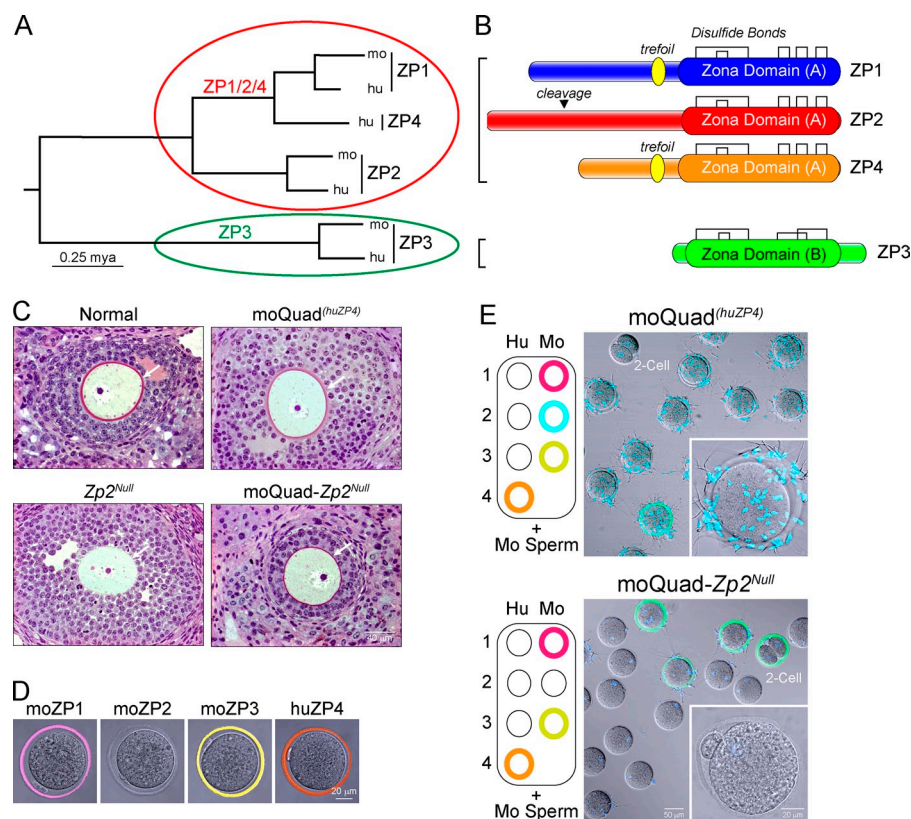 A
mo
ZP1
hu
ZP1/2/4
hu ZP4
mo
ZP2
hu
mo
ZP3
ZP3
hu
0.25 mya
B
Disulfide Bonds
trefoil
Zona Domain (A) ZP1
cleavage
Zona Domain (A) ZP2
trefoil
Zona Domain (A) ZP4
Zona Domain (B) ZP3
C
Normal
moQuad(huZP4)
Zp2Null
moQuad-Zp2Null
D
moZP1 moZP2 moZP3 huZP4
20 µm
E
moQuad(huZP4)
Hu Mo
1
2
3
4
+
Mo Sperm
2-Cell
moQuad-Zp2Null
Hu Mo
1
2
3
4
+
Mo Sperm
2-Cell
50 µm
20 µm